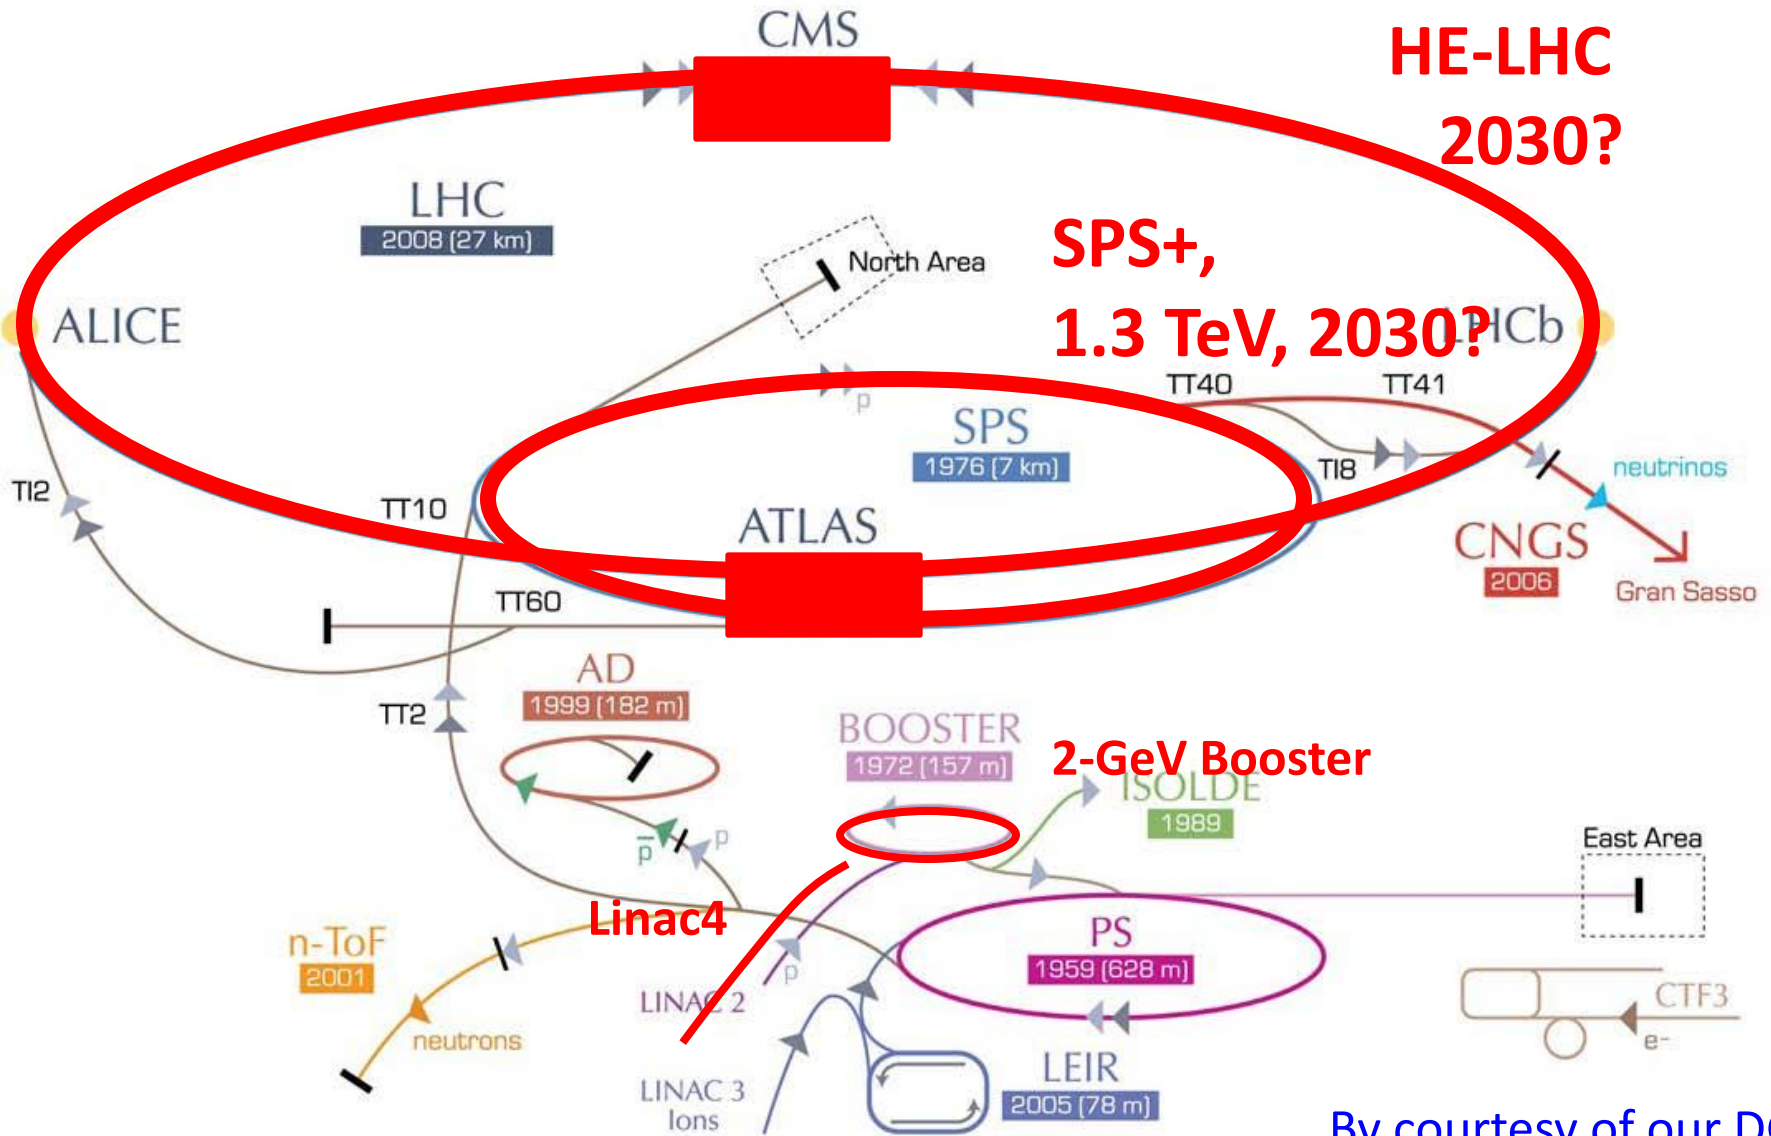 CMS
HE-LHC
2030?
LHC
2008 (27 km)
North Area
SPS+,
1.3 TeV, 2030?
ALICE
LHCb
p
TT40
TT41
SPS
1976 (7 km)
TI2
TT10
TI8
neutrinos
ATLAS
CNGS
2006
Gran Sasso
TT60
AD
1999 (182 m)
TT2
BOOSTER
1972 (157 m)
2-GeV Booster
ISOLDE
1989
p̅
p
East Area
Linac4
n-ToF
2001
PS
1959 (628 m)
p
LINAC 2
CTF3
neutrons
e-
LINAC 3
Ions
LEIR
2005 (78 m)
By courtesy of our